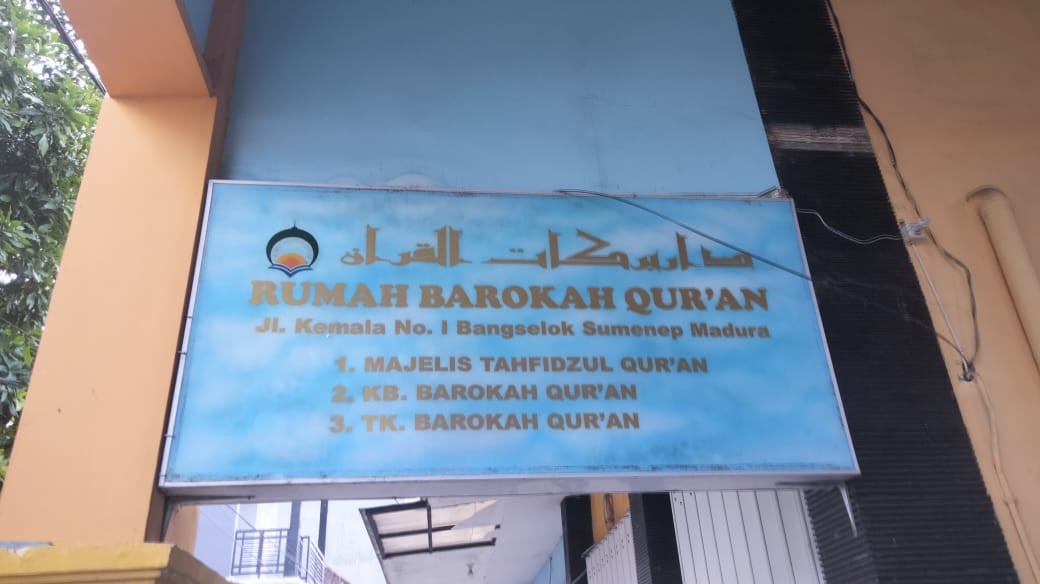 دار بركات القران
RUMAH BAROKAH QUR'AN
Jl. Kemala No. I Bangselok Sumenep Madura
1. MAJELIS TAHFIDZUL QUR'AN
2. KB. BAROKAH QUR'AN
3. TK. BAROKAH QUR'AN